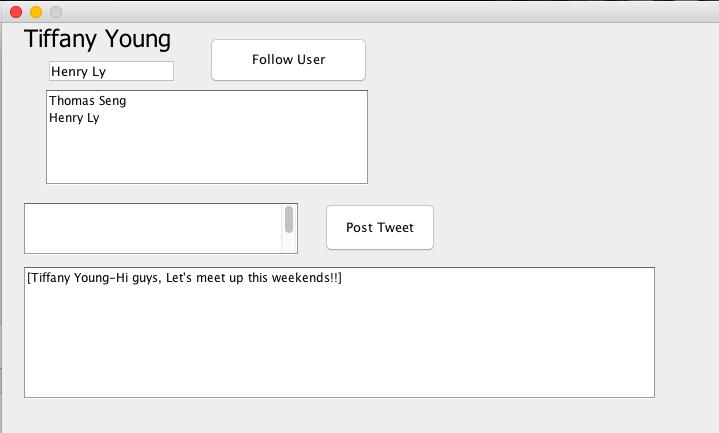 Tiffany Young
Henry Ly
Follow User
Thomas Seng
Henry Ly
Post Tweet
[Tiffany Young-Hi guys, Let's meet up this weekends!!]